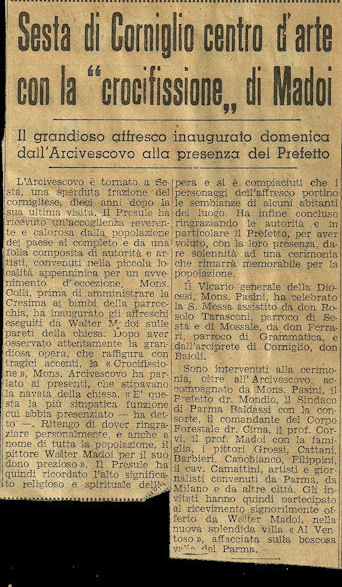 Sesta di Corniglio centro d'arte
con la "crocifissione„ di Madoi
Il grandioso affresco inaugurato domenica
dall'Arcivescovo alla presenza del Prefetto
L'Arcivescovo è tornato a Se-
sta, una sperduta frazione del
cornigliese, dieci anni dopo la
sua ultima visita. Il Presule ha
ricevuto un'accoglienza reveren-
te e calorosa dalla popolazione
del paese al completo e da una
folla composita di autorità e ar-
tisti, convenuti nella piccola lo-
calità appenninica per un avve-
nimento d'eccezione. Mons.
Colli, prima di amministrare la
Cresima ai bimbi della parroc-
chia, ha inaugurato gli affreschi
eseguiti da Walter Madoi sulle
pareti della chiesa. Dopo aver
osservato attentamente la gran-
diosa opera, che raffigura con
tragici accenti, la « Crocifissio-
ne », Mons. Arcivescovo ha par-
lato ai presenti, che stipavano
la navata della chiesa. « E' que-
sta la più simpatica funzione
cui abbia presenziato — ha det-
to —. Ritengo di dover ringra-
ziare personalmente, e anche a
nome di tutta la popolazione, il
pittore Walter Madoi per il suo
dono prezioso ». Il Presule ha
quindi ricordato l'alto significa-
to religioso e spirituale dell'o-
pera e si è compiaciuto che i
personaggi dell'affresco portino
le sembianze di alcuni abitanti
del luogo. Ha infine concluso
ringraziando le autorità e in
particolare il Prefetto, per aver
voluto, con la loro presenza, da-
re solennità ad una cerimonia
che rimarrà memorabile per la
popolazione.
Il Vicario generale della Dio-
cesi, Mons. Pasini, ha celebrato
la S. Messa assistito da don Ro-
solo Tarasconi, parroco di Se-
sta e di Mossale, da don Ferra-
ri, parroco di Grammatica, e
dall'arciprete di Corniglio, don
Baioli.
Sono intervenuti alla cerimo-
nia, oltre all'Arcivescovo, ac-
compagnato da Mons. Pasini, il
Prefetto dr. Mondio, il Sindaco
di Parma Baldassi con la con-
sorte, il comandante del Corpo
Forestale dr. Cima, il prof. Cor-
vi, il prof. Madoi con la fami-
glia, i pittori Grossi, Cattani,
Barbieri, Canobiano, Filippini,
il cav. Camattini, artisti e gior-
nalisti convenuti da Parma, da
Milano e da altre città. Gli in-
vitati hanno quindi partecipato
al ricevimento signorilmente of-
ferto da Walter Madoi, nella
nuova splendida villa « Al Ven-
toso », affacciata sulla boscosa
valle del Parma.